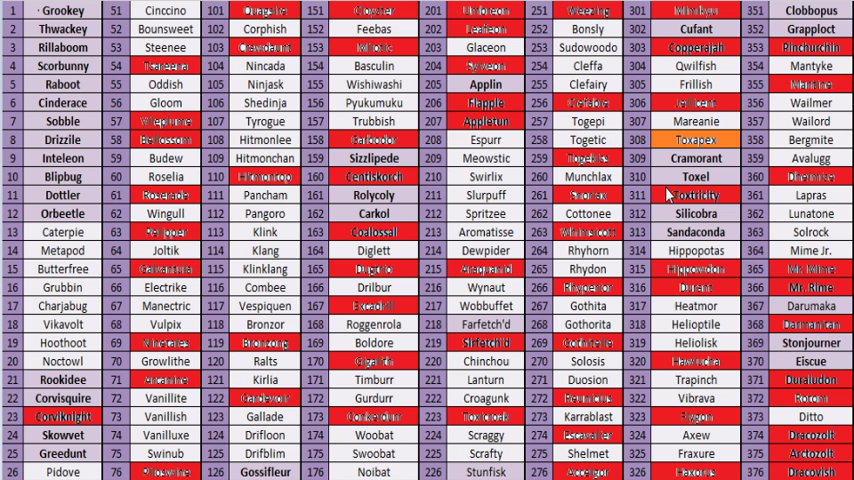 1 Grookey 51 Cinccino 101 Quagsire 151 Cloyster 201 Umbreon 251 Weezing 301 Mimikyu 351 Clobbopus
2 Thwackey 52 Bounsweet 102 Corphish 152 Feebas 202 Leafeon 252 Bonsly 302 Cufant 352 Grapploct
3 Rillaboom 53 Steenee 103 Crawdaunt 153 Milotic 203 Glaceon 253 Sudowoodo 303 Copperajah 353 Pinchurchin
4 Scorbunny 54 Tsareena 104 Nincada 154 Basculin 204 Sylveon 254 Cleffa 304 Qwilfish 354 Mantyke
5 Raboot 55 Oddish 105 Ninjask 155 Wishiwashi 205 Applin 255 Clefairy 305 Frillish 355 Mantine
6 Cinderace 56 Gloom 106 Shedinja 156 Pyukumuku 206 Flapple 256 Clefable 306 Jellicent 356 Wailmer
7 Sobble 57 Vileplume 107 Tyrogue 157 Trubbish 207 Appletun 257 Togepi 307 Mareanie 357 Wailord
8 Drizzile 58 Bellossom 108 Hitmonlee 158 Garbodor 208 Espurr 258 Togetic 308 Toxapex 358 Bergmite
9 Inteleon 59 Budew 109 Hitmonchan 159 Sizzlipede 209 Meowstic 259 Togekiss 309 Cramorant 359 Avalugg
10 Blipbug 60 Roselia 110 Hitmontop 160 Centiskorch 210 Swirlix 260 Munchlax 310 Toxel 360 Dhelmise
11 Dottler 61 Roserade 111 Pancham 161 Rolycoly 211 Slurpuff 261 Snorlax 311 Toxtricity 361 Lapras
12 Orbeetle 62 Wingull 112 Pangoro 162 Carkol 212 Spritzee 262 Cottonee 312 Silicobra 362 Lunatone
13 Caterpie 63 Pelipper 113 Klink 163 Coalossal 213 Aromatisse 263 Whimsicott 313 Sandaconda 363 Solrock
14 Metapod 64 Joltik 114 Klang 164 Diglett 214 Dewpider 264 Rhyhorn 314 Hippopotas 364 Mime Jr.
15 Butterfree 65 Galvantula 115 Klinklang 165 Dugtrio 215 Araquanid 265 Rhydon 315 Hippowdon 365 Mr. Mime
16 Grubbin 66 Electrike 116 Combee 166 Drilbur 216 Wynaut 266 Rhyperior 316 Durant 366 Mr. Rime
17 Charjabug 67 Manectric 117 Vespiquen 167 Excadrill 217 Wobbuffet 267 Gothita 317 Heatmor 367 Darumaka
18 Vikavolt 68 Vulpix 118 Bronzor 168 Roggenrola 218 Farfetch'd 268 Gothorita 318 Helioptile 368 Darmanitan
19 Hoothoot 69 Ninetales 119 Bronzong 169 Boldore 219 Sirfetch'd 269 Gothitelle 319 Heliolisk 369 Stonjourner
20 Noctowl 70 Growlithe 120 Ralts 170 Gigalith 220 Chinchou 270 Solosis 320 Hawlucha 370 Eiscue
21 Rookidee 71 Arcanine 121 Kirlia 171 Timburr 221 Lanturn 271 Duosion 321 Trapinch 371 Duraludon
22 Corvisquire 72 Vanillite 122 Gardevoir 172 Gurdurr 222 Croagunk 272 Reuniclus 322 Vibrava 372 Rotom
23 Corviknight 73 Vanillish 123 Gallade 173 Conkeldurr 223 Toxicroak 273 Karrablast 323 Flygon 373 Ditto
24 Skowvet 74 Vanilluxe 124 Drifloon 174 Woobat 224 Scraggy 274 Escavalier 324 Axew 374 Dracozolt
25 Greedunt 75 Swinub 125 Drifblim 175 Swoobat 225 Scrafty 275 Shelmet 325 Fraxure 375 Arctozolt
26 Pidove 76 Piloswine 126 Gossifleur 176 Noibat 226 Stunfisk 276 Accelgor 326 Haxorus 376 Dracovish